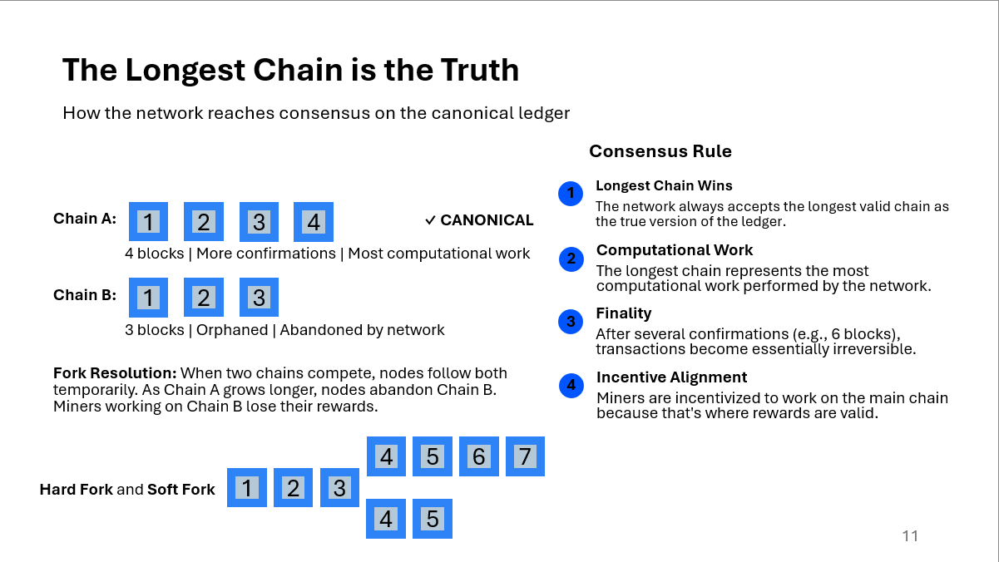 The Longest Chain is the Truth
How the network reaches consensus on the canonical ledger
Chain A:
1 2 3 4
✓ CANONICAL
4 blocks | More confirmations | Most computational work
Chain B:
1 2 3
3 blocks | Orphaned | Abandoned by network
Fork Resolution: When two chains compete, nodes follow both
temporarily. As Chain A grows longer, nodes abandon Chain B.
Miners working on Chain B lose their rewards.
4 5 6 7
Hard Fork and Soft Fork
1 2 3
4 5
Consensus Rule
1
Longest Chain Wins
The network always accepts the longest valid chain as
the true version of the ledger.
2
Computational Work
The longest chain represents the most
computational work performed by the network.
3
Finality
After several confirmations (e.g., 6 blocks),
transactions become essentially irreversible.
4
Incentive Alignment
Miners are incentivized to work on the main chain
because that's where rewards are valid.
11